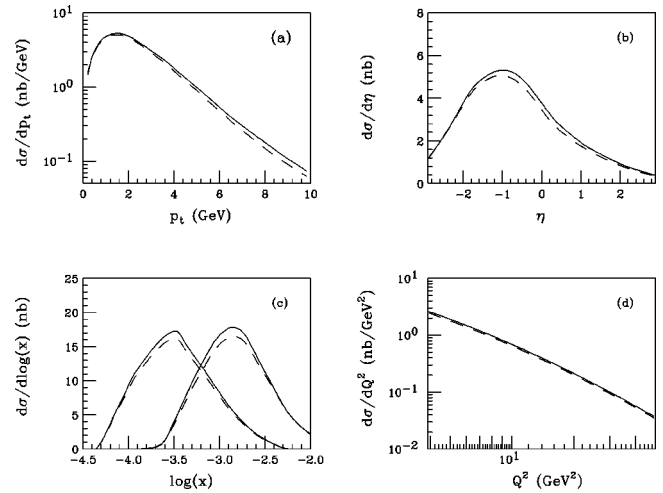 (a)
dσ/dpₜ (nb/GeV)
10¹
10⁰
10⁻¹
0 2 4 6 8 10
pₜ (GeV)
(b)
dσ/dη (nb)
8
6
4
2
0
−2 −1 0 1 2
η
(c)
dσ/dlog(x) (nb)
25
20
15
10
5
0
−4.5 −4.0 −3.5 −3.0 −2.5 −2.0
log(x)
(d)
dσ/dQ² (nb/GeV²)
10¹
10⁰
10⁻¹
10⁻²
10¹
Q² (GeV²)